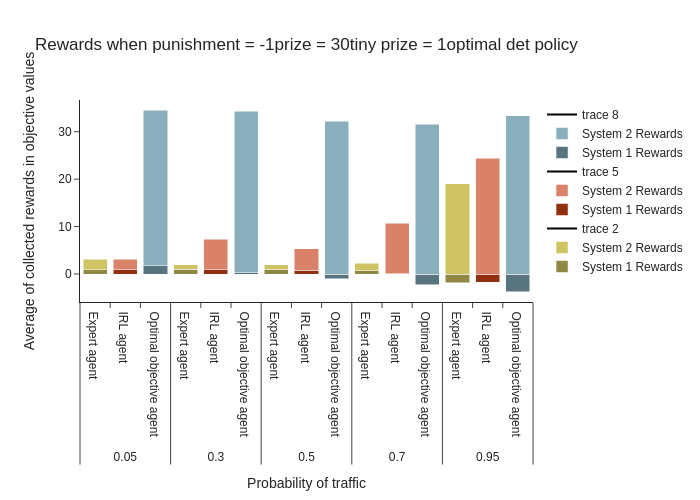 Rewards when punishment = -1prize = 30tiny prize = 1optimal det policy
Average of collected rewards in objective values
30
20
10
0
trace 8
System 2 Rewards
System 1 Rewards
trace 5
System 2 Rewards
System 1 Rewards
trace 2
System 2 Rewards
System 1 Rewards
Expert agent
IRL agent
Optimal objective agent
Expert agent
IRL agent
Optimal objective agent
Expert agent
IRL agent
Optimal objective agent
Expert agent
IRL agent
Optimal objective agent
Expert agent
IRL agent
Optimal objective agent
0.05
0.3
0.5
0.7
0.95
Probability of traffic